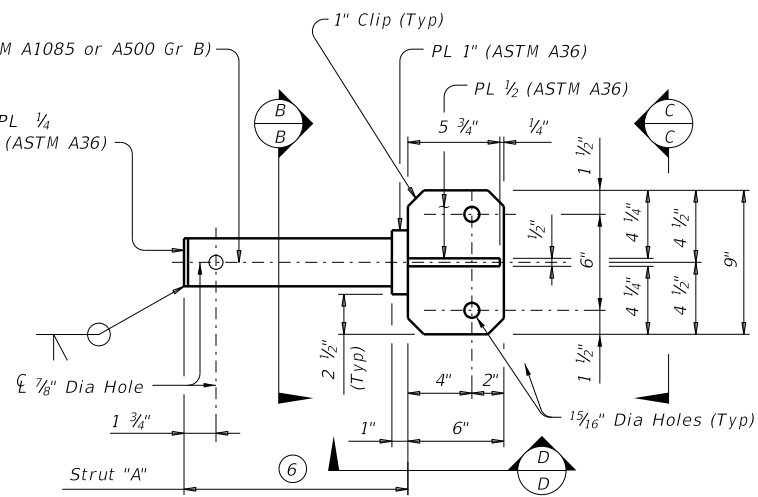 1" Clip (Typ)
M A1085 or A500 Gr B)
PL 1" (ASTM A36)
PL ½ (ASTM A36)
B
B
C
C
PL ¼
(ASTM A36)
5 ¾"
¼"
1 ½"
½"
6"
4 ¼"
4 ½"
9"
4 ¼"
4 ½"
1 ½"
2 ½"
(Typ)
℄ ⅞" Dia Hole
4"
2"
15/16" Dia Holes (Typ)
1 ¾"
1"
6"
Strut "A"
6
D
D